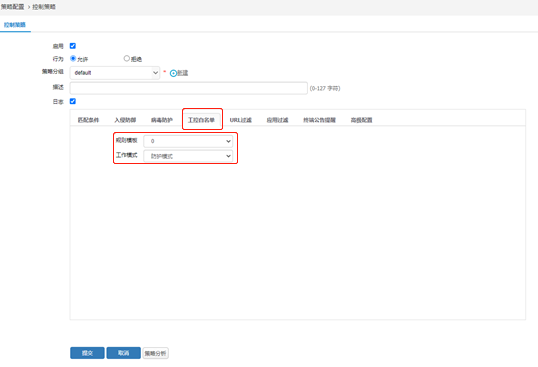 策略配置 > 控制策略
控制策略
启用
行为 允许 拒绝
策略分组 default * 新建
描述 (0-127 字符)
日志
匹配条件 入侵防御 病毒防护 工控白名单 URL过滤 应用过滤 终端公告提醒 高级配置
规则模板 0
工作模式 防护模式
提交 取消 策略分析